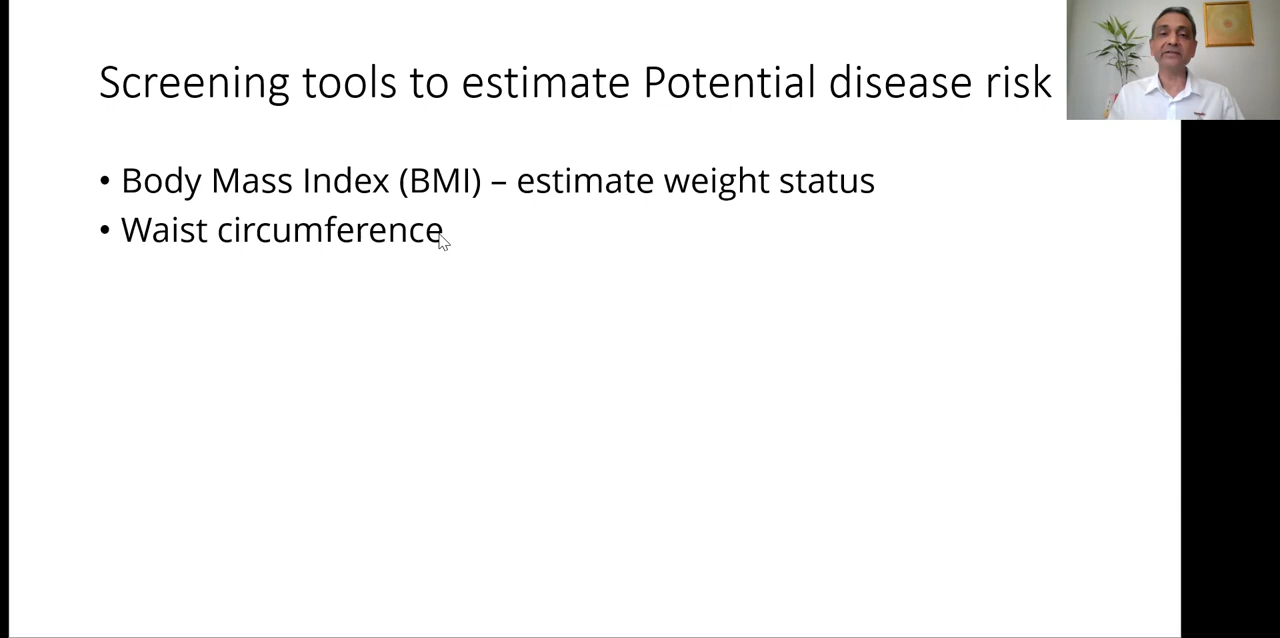 Screening tools to estimate Potential disease risk
• Body Mass Index (BMI) – estimate weight status
• Waist circumference